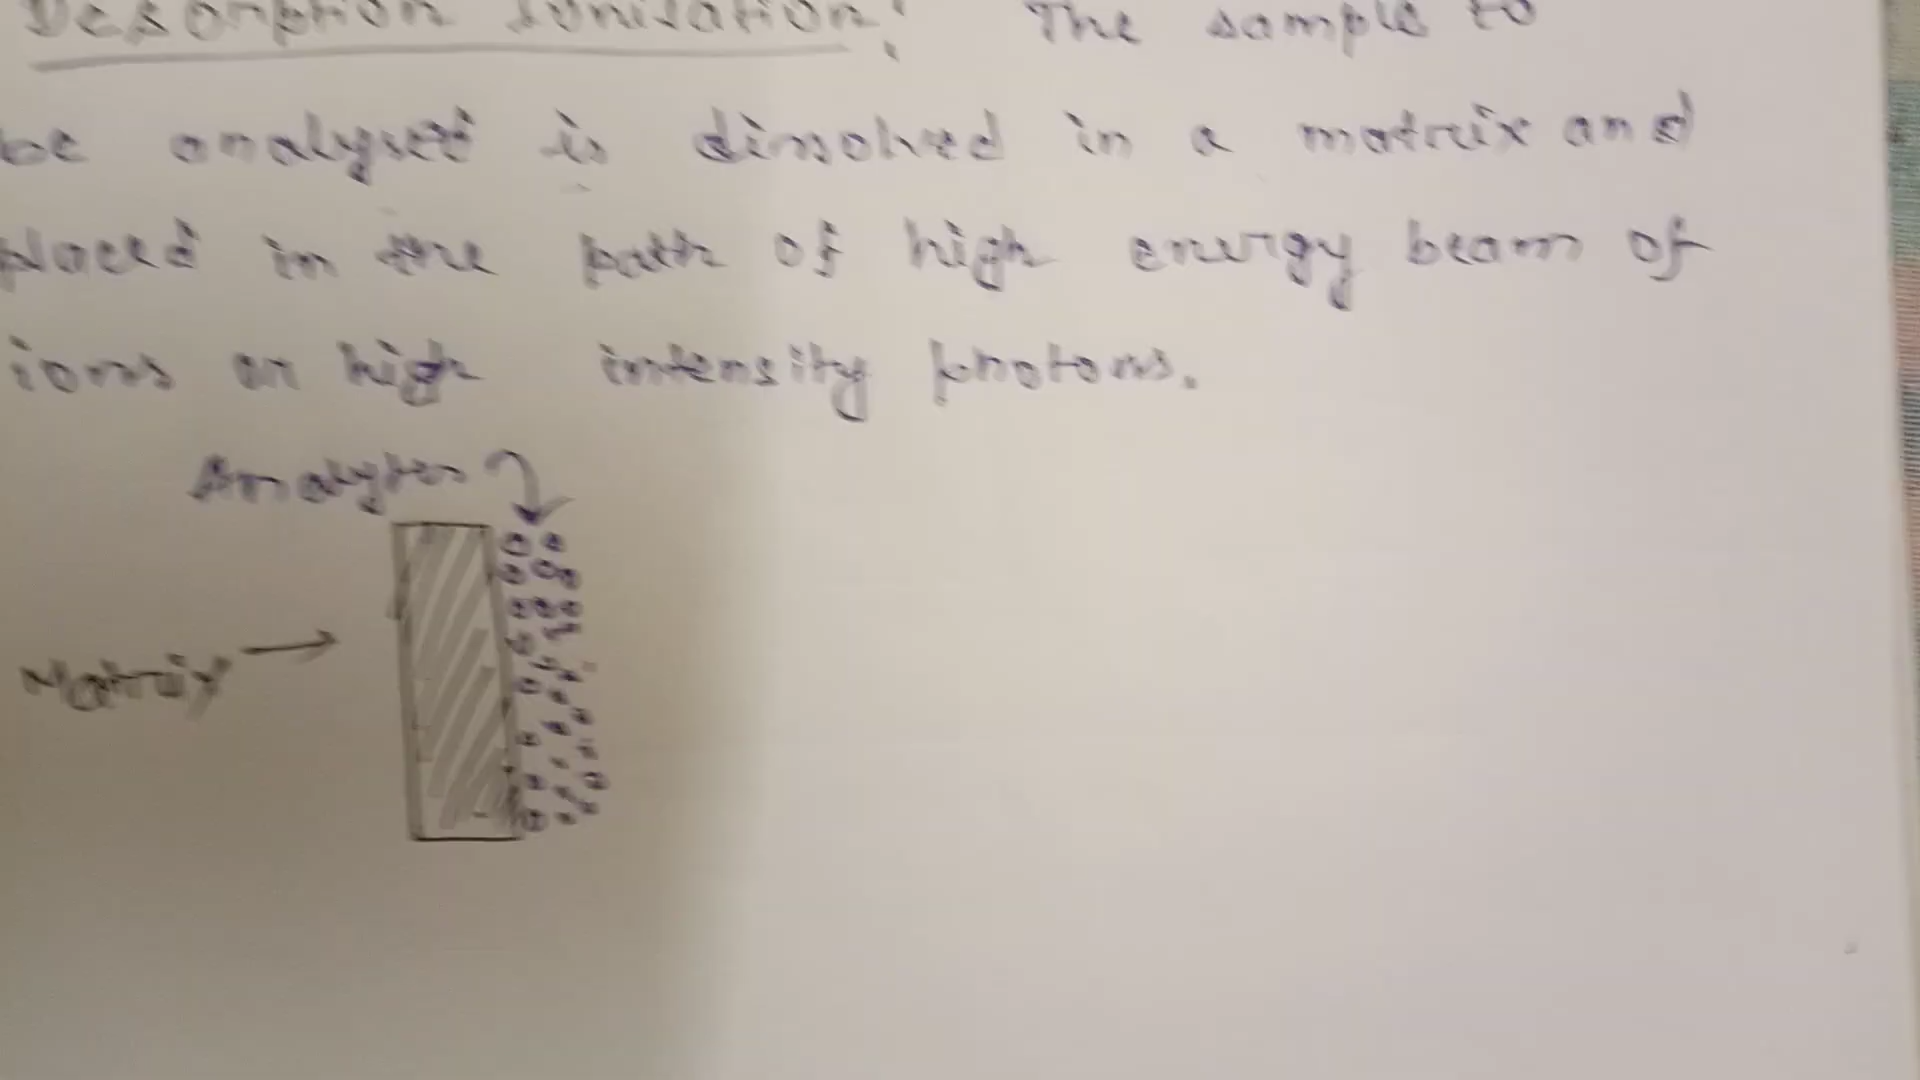 Desorption Ionisation: The sample to
be analysed is dissolved in a matrix and
placed in the path of high energy beam of
ions or high intensity photons.
Analytes
Matrix